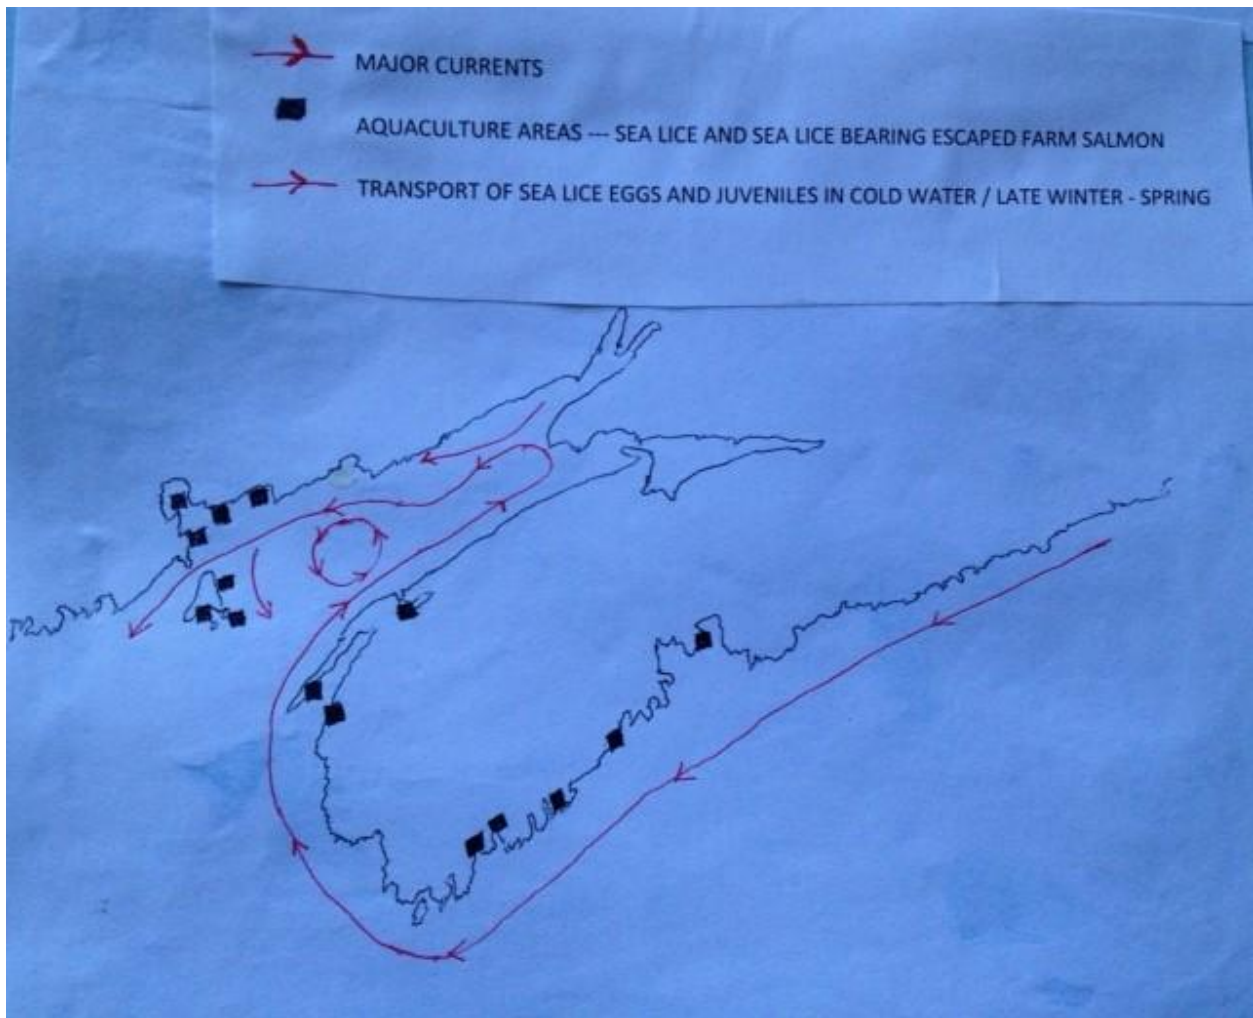 MAJOR CURRENTS
AQUACULTURE AREAS --- SEA LICE AND SEA LICE BEARING ESCAPED FARM SALMON
TRANSPORT OF SEA LICE EGGS AND JUVENILES IN COLD WATER / LATE WINTER - SPRING